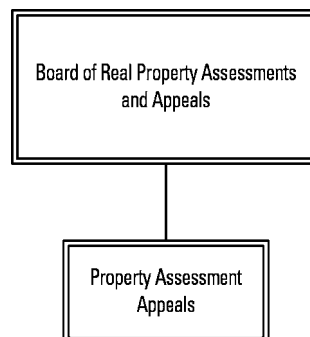 Board of Real Property Assessments
and Appeals
Property Assessment
Appeals